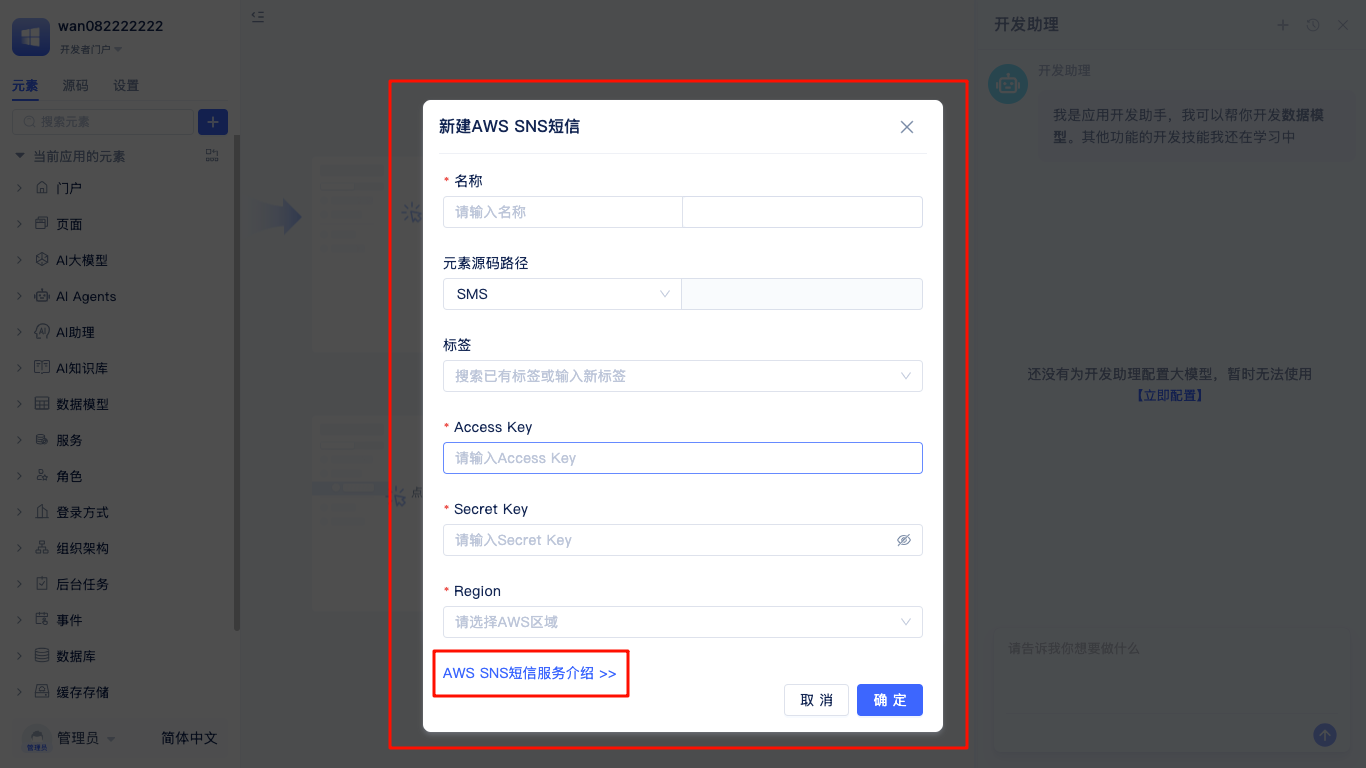 wan082222222
开发者门户
元素 源码 设置
搜索元素
当前应用的元素
门户
页面
AI大模型
AI Agents
AI助理
AI知识库
数据模型
服务
角色
登录方式
组织架构
后台任务
事件
数据库
缓存存储
管理员
管理员
简体中文
点
新建AWS SNS短信
* 名称
请输入名称
元素源码路径
SMS
标签
搜索已有标签或输入新标签
* Access Key
请输入Access Key
* Secret Key
请输入Secret Key
* Region
请选择AWS区域
AWS SNS短信服务介绍 >>
取 消
确 定
开发助理
开发助理
我是应用开发助手，我可以帮你开发数据模
型。其他功能的开发技能我还在学习中
还没有为开发助理配置大模型，暂时无法使用
【立即配置】
请告诉我你想要做什么